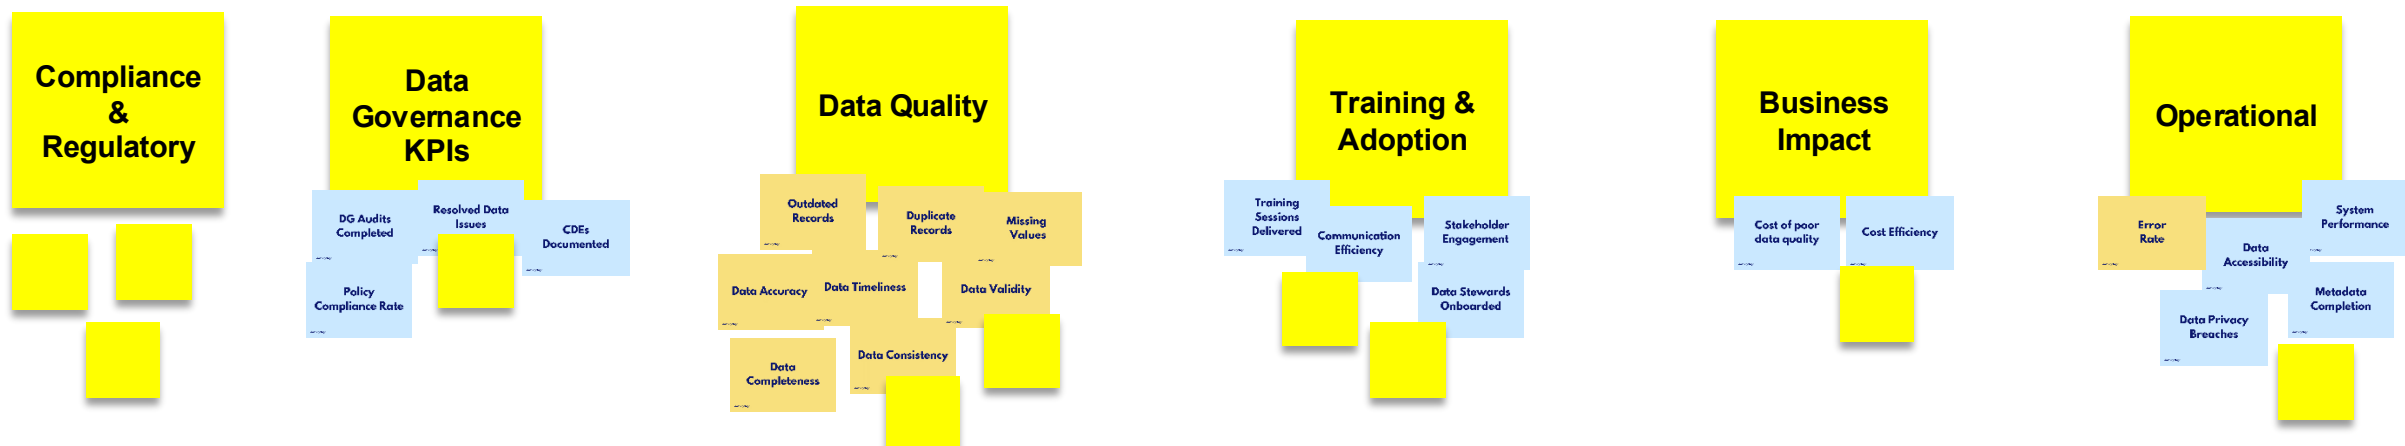 Compliance
&
Regulatory
Data
Governance
KPIs
DG Audits
Completed
Resolved Data
Issues
CDEs
Documented
Policy
Compliance Rate
Data Quality
Outdated
Records
Duplicate
Records
Missing
Values
Data Accuracy
Data Timeliness
Data Validity
Data
Completeness
Data Consistency
Training &
Adoption
Training
Sessions
Delivered
Communication
Efficiency
Stakeholder
Engagement
Data Stewards
Onboarded
Business
Impact
Cost of poor
data quality
Cost Efficiency
Operational
Error
Rate
Data
Accessibility
System
Performance
Metadata
Completion
Data Privacy
Breaches